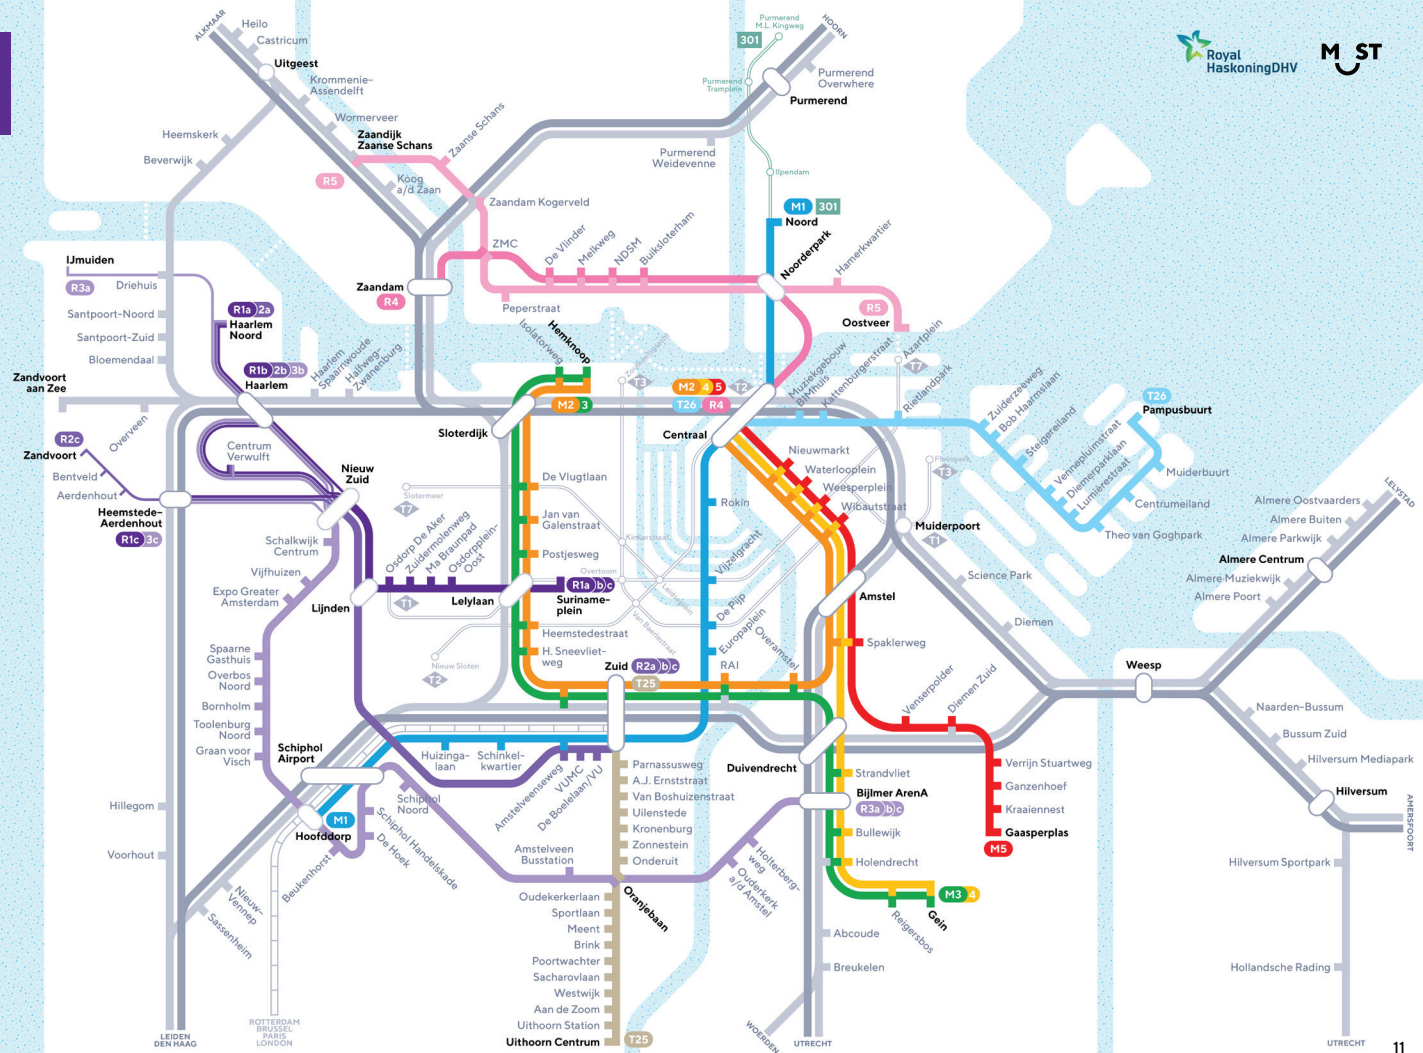 ALKMAAR
Heilo
Castricum
Uitgeest
Krommenie-
Assendelft
Wormerveer
Zaandijk
Zaanse Schans
Zaanse Schans
Heemskerk
Beverwijk
R5
Koog
a/d Zaan
Zaandam Kogerveld
Purmerend
M.L. Kingweg
301
Purmerend
Tramplein
HOORN
Purmerend
Overwhere
Purmerend
Purmerend
Weidevenne
Ilpendam
Royal
HaskoningDHV
MUST
M1 301
Noord
Noorderpark
Hamerkwartier
ZMC
De Vlinder
Melkweg
NDSM
Buiksloterham
Zaandam
R4
Peperstraat
R5
Oostveer
IJmuiden
R3a
Driehuis
Santpoort-Noord
Santpoort-Zuid
Bloemendaal
R1a 2a
Haarlem
Noord
R1b 2b 3b
Haarlem
Haarlem
Spaarnwoude
Halfweg-
Zwanenburg
Zandvoort
aan Zee
Overveen
R2c
Zandvoort
Bentveld
Aerdenhout
Heemstede-
Aerdenhout
R1c 3c
Centrum
Verwulft
Nieuw
Zuid
Isolatorweg
Hemknoop
M2 3
Sloterdijk
T3
M2 4 5
T2
T26 R4
Centraal
Muziekgebouw
BIMhuis
Kattenburgerstraat
Azartplein
T7
Rietlandpark
Zuiderzeeweg
Bob Haarmslaan
Steigereiland
Vennepluimstraat
Diemerparklaan
Lumièrestraat
T26
Pampusbuurt
Muiderbuurt
Centrumeiland
Theo van Goghpark
Flevopark
T3
Nieuwmarkt
Waterlooplein
Weesperplein
Wibautstraat
Muiderpoort
T1
Science Park
Diemen
De Vlugtlaan
Jan van
Galenstraat
Postjesweg
Slotermeer
T7
Rokin
Kinkerstraat
Overtoom
Leidseplein
Van Baerlestraat
Vijzelgracht
De Pijp
Europaplein
Overamstel
Osdorp De Aker
Zuidermolenweg
Ma Braunpad
Osdorpplein-
Oost
T1
Lelylaan
R1a b c
Suriname-
plein
Heemstedestraat
H. Sneevliet-
weg
Nieuw Sloten
T2
Schalkwijk
Centrum
Vijfhuizen
Expo Greater
Amsterdam
Lijnden
Spaarne
Gasthuis
Overbos
Noord
Bornholm
Toolenburg
Noord
Graan voor
Visch
Zuid R2a b c
T25
RAI
Amstel
Spaklerweg
Venserpolder
Diemen Zuid
Verrijn Stuartweg
Ganzenhoef
Kraaiennest
Gaasperplas
M5
Weesp
LELYSTAD
Almere Oostvaarders
Almere Buiten
Almere Parkwijk
Almere Centrum
Almere Muziekwijk
Almere Poort
Naarden-Bussum
Bussum Zuid
Hilversum Mediapark
Hilversum
AMERSFOORT
Hilversum Sportpark
Hollandsche Rading
UTRECHT
Schiphol
Airport
Huizinga-
laan
Schinkel-
kwartier
Amstelveenseweg
VUMC
De Boelelaan/VU
Schiphol
Noord
M1
Hoofddorp
Schiphol Handelskade
De Hoek
Beukenhorst
Hillegom
Voorhout
Nieuw-
Vennep
Sassenheim
LEIDEN
DEN HAAG
ROTTERDAM
BRUSSEL
PARIS
LONDON
Amstelveen
Busstation
Parnassusweg
A.J. Ernststraat
Van Boshuizenstraat
Uilenstede
Kronenburg
Zonnestein
Onderuit
Oranjebaan
Oudekerkerlaan
Sportlaan
Meent
Brink
Poortwachter
Sacharovlaan
Westwijk
Aan de Zoom
Uithoorn Station
Uithoorn Centrum
T25
Duivendrecht
Strandvliet
Bijlmer ArenA
R3a b c
Bullewijk
Holendrecht
Holterberg-
weg
Ouderkerk
a/d Amstel
M3 4
Gein
Reigersbos
Abcoude
Breukelen
WOERDEN
UTRECHT
11